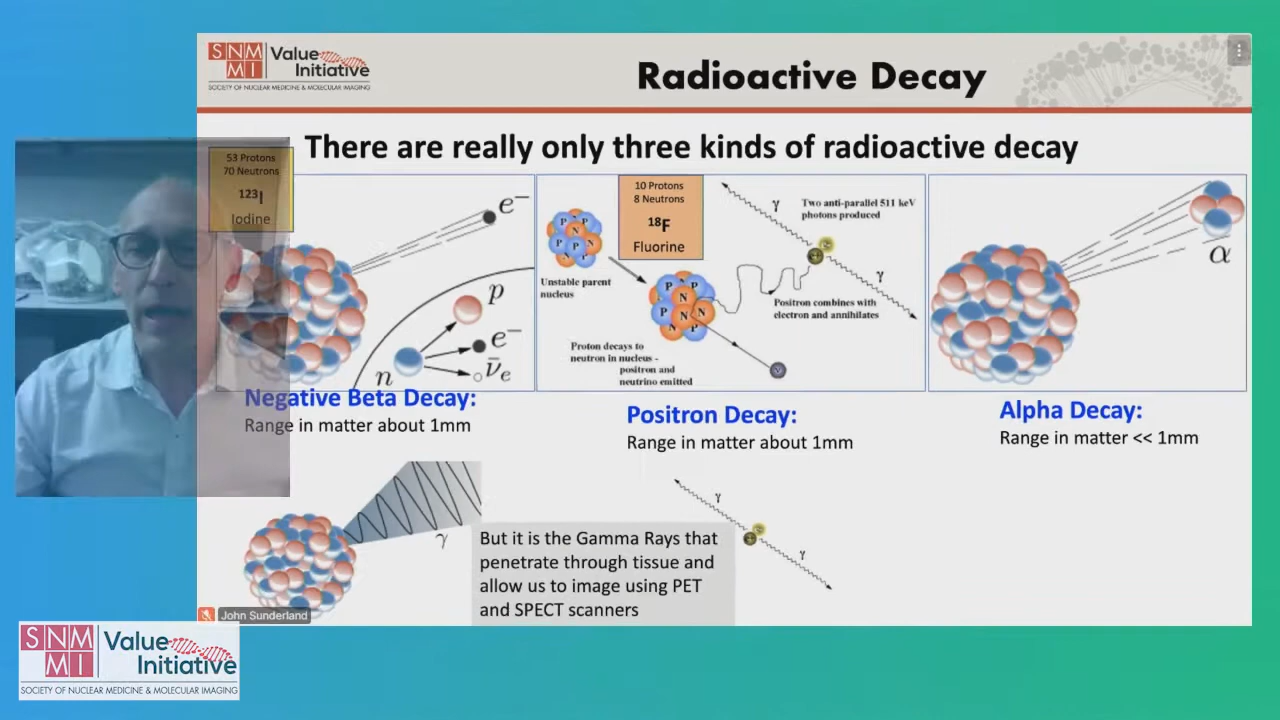 SNM
MI
Value
Initiative
SOCIETY OF NUCLEAR MEDICINE & MOLECULAR IMAGING
Radioactive Decay
There are really only three kinds of radioactive decay
53 Protons
70 Neutrons
123I
Iodine
e−
p
e−
n
ν̄e
Negative Beta Decay:
Range in matter about 1mm
10 Protons
8 Neutrons
18F
Fluorine
P P
N
P P N
Unstable parent
nucleus
P P
N
P N N
N P
Proton decays to
neutron in nucleus -
positron and
neutrino emitted
γ
Two anti-parallel 511 keV
photons produced
γ
Positron combines with
electron and annihilates
Positron Decay:
Range in matter about 1mm
α
Alpha Decay:
Range in matter << 1mm
γ
But it is the Gamma Rays that
penetrate through tissue and
allow us to image using PET
and SPECT scanners
γ
γ
John Sunderland
SNM
MI
Value
Initiative
SOCIETY OF NUCLEAR MEDICINE & MOLECULAR IMAGING